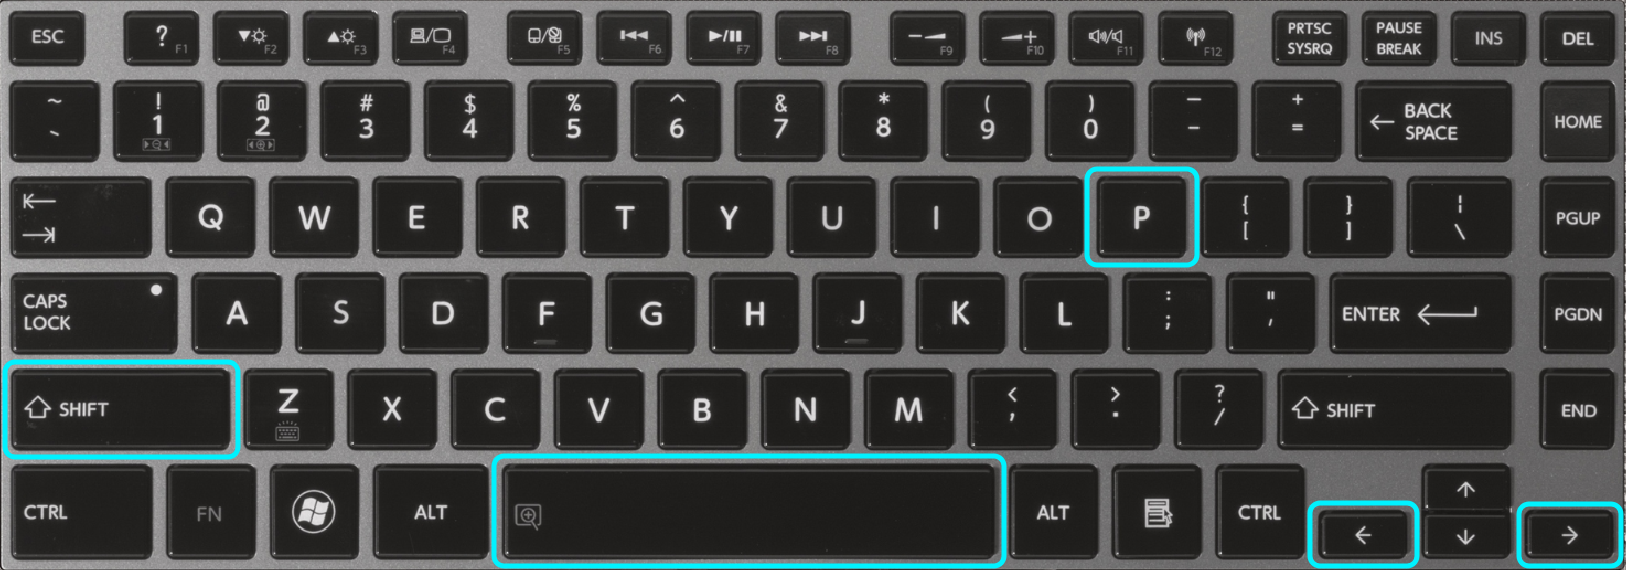 ESC ? F1 F2 F3 F4 F5 F6 F7 F8 F9 F10 F11 F12 PRTSC SYSRQ PAUSE BREAK INS DEL
~ ` ! 1 @ 2 # 3 $ 4 % 5 ^ 6 & 7 * 8 ( 9 ) 0 _ - + = ← BACK SPACE HOME
Q W E R T Y U I O P { [ } ] ¦ \ PGUP
CAPS LOCK A S D F G H J K L : ; " ' ENTER PGDN
SHIFT Z X C V B N M < , > . ? / SHIFT END
CTRL FN ALT ALT CTRL ← ↑ ↓ →